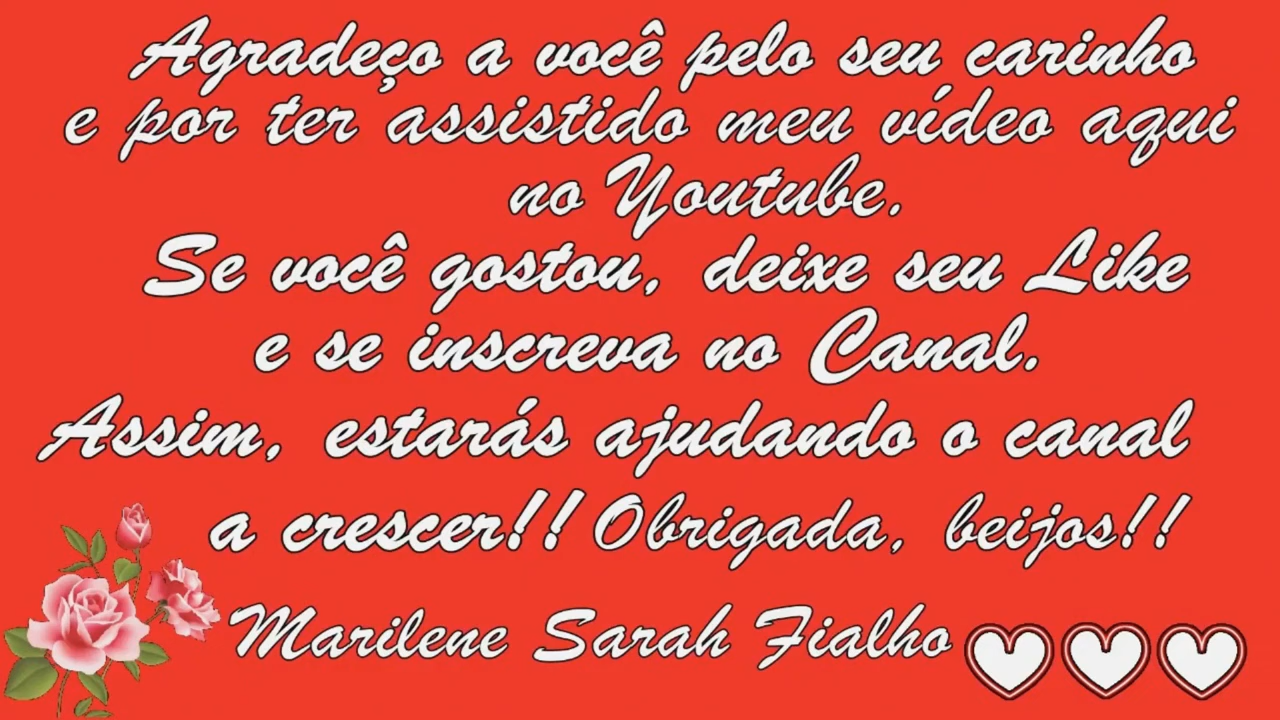 Agradeço a você pelo seu carinho
e por ter assistido meu vídeo aqui
no Youtube.
Se você gostou, deixe seu Like
e se inscreva no Canal.
Assim, estarás ajudando o canal
a crescer!! Obrigada, beijos!!
Marilene Sarah Fialho